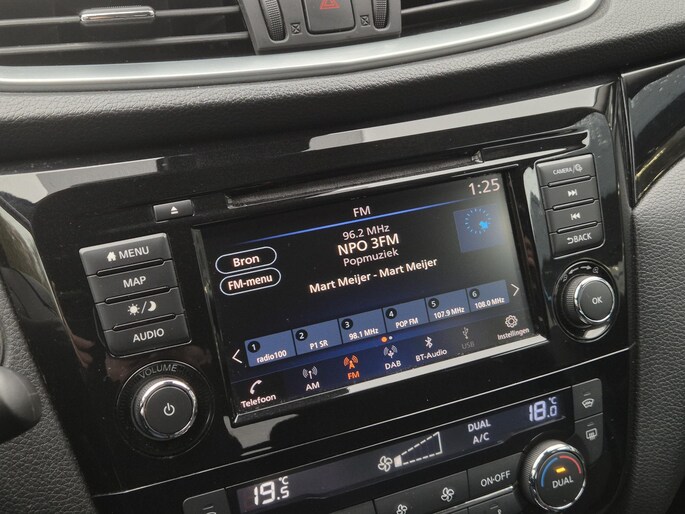 CAMERA/
1:25
FM
96.2 MHz
NPO 3FM
Popmuziek
Mart Meijer - Mart Meijer
Bron
FM-menu
MENU
MAP
AUDIO
BACK
OK
VOLUME
1 radio100
2 P1 SR
3 98.1 MHz
4 POP FM
5 107.9 MHz
6 108.0 MHz
Telefoon
AM
FM
DAB
BT-Audio
USB
Instellingen
19.5 °C
DUAL
A/C
18.0 °C
ON·OFF
DUAL